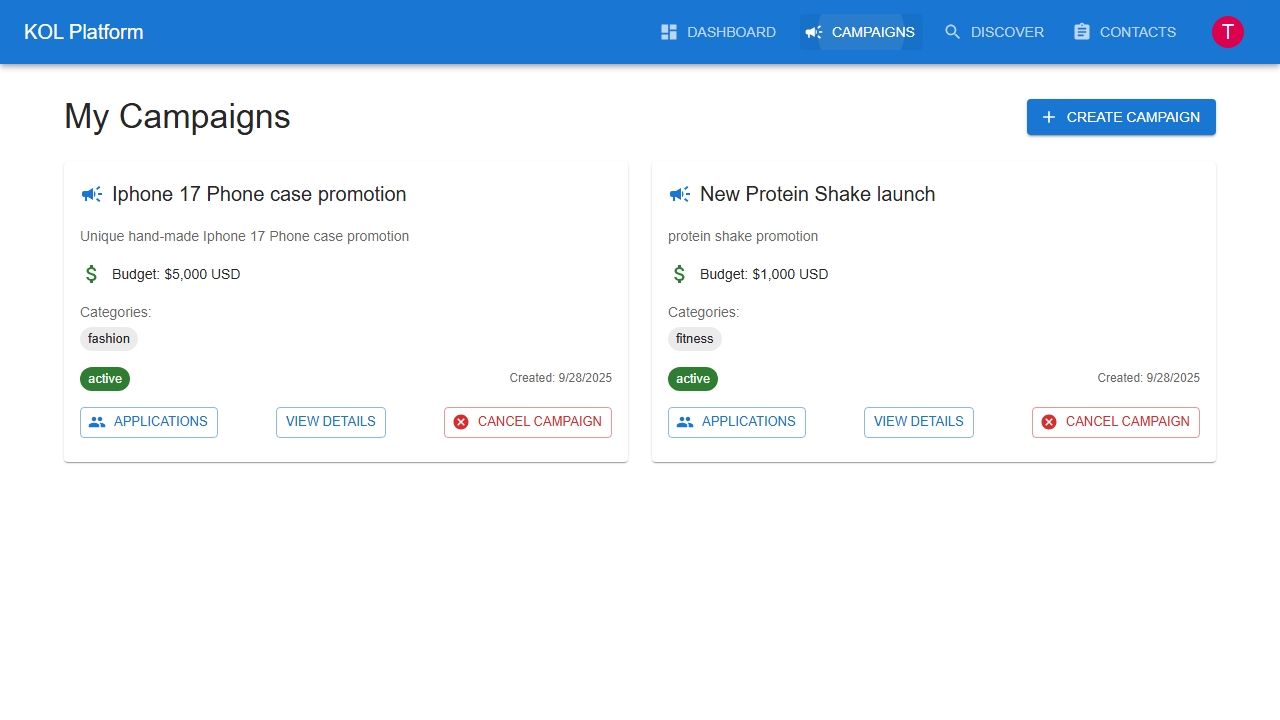 KOL Platform
DASHBOARD
CAMPAIGNS
DISCOVER
CONTACTS
T
My Campaigns
CREATE CAMPAIGN
Iphone 17 Phone case promotion
Unique hand-made Iphone 17 Phone case promotion
Budget: $5,000 USD
Categories:
fashion
active
Created: 9/28/2025
APPLICATIONS
VIEW DETAILS
CANCEL CAMPAIGN
New Protein Shake launch
protein shake promotion
Budget: $1,000 USD
Categories:
fitness
active
Created: 9/28/2025
APPLICATIONS
VIEW DETAILS
CANCEL CAMPAIGN